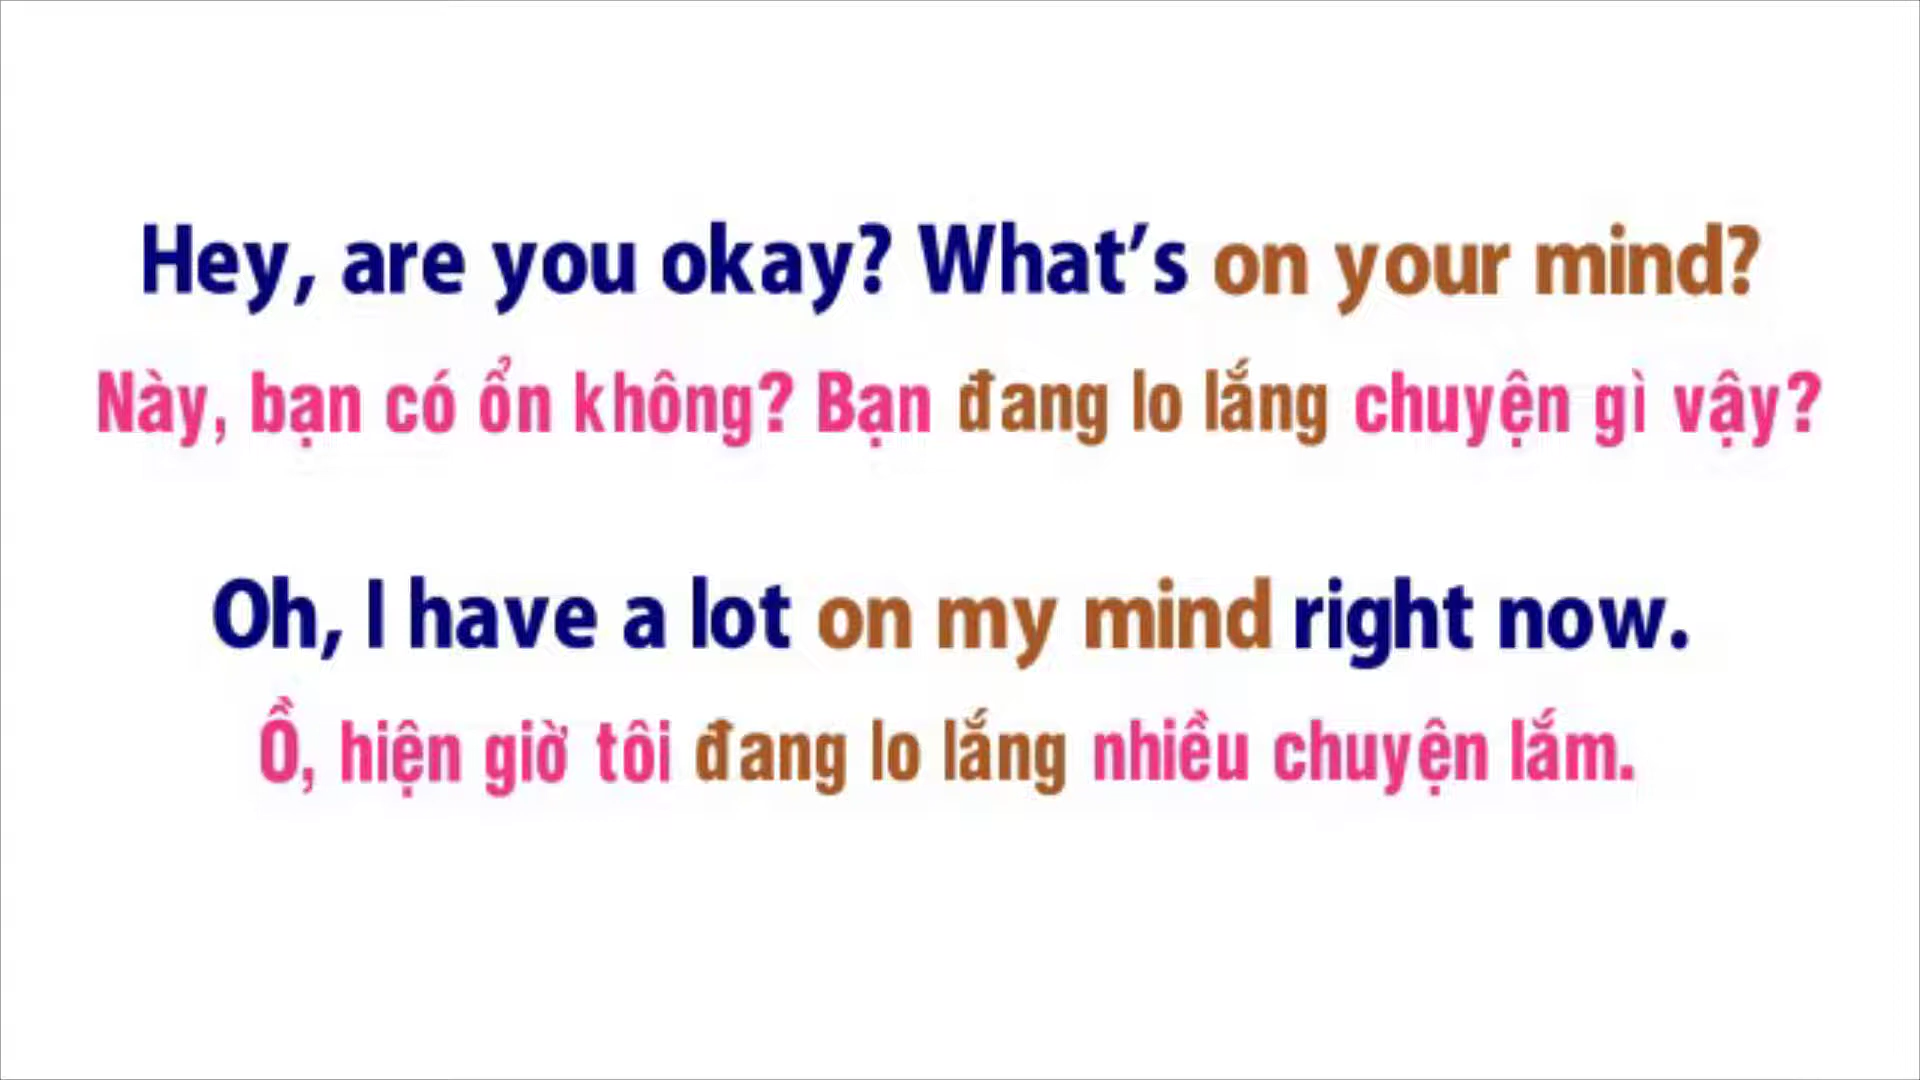 Hey, are you okay? What’s on your mind?
Này, bạn có ổn không? Bạn đang lo lắng chuyện gì vậy?
Oh, I have a lot on my mind right now.
Ồ, hiện giờ tôi đang lo lắng nhiều chuyện lắm.